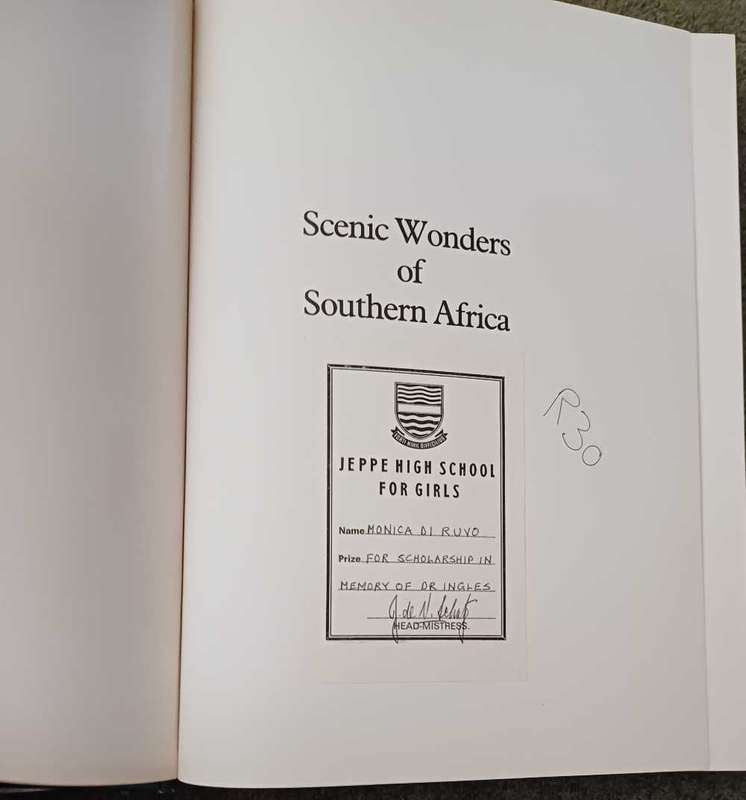 Scenic Wonders
of
Southern Africa
R30
JEPPE HIGH SCHOOL
FOR GIRLS
Name MONICA DI RUVO
Prize FOR SCHOLARSHIP IN
MEMORY OF DR INGLES
HEAD-MISTRESS.